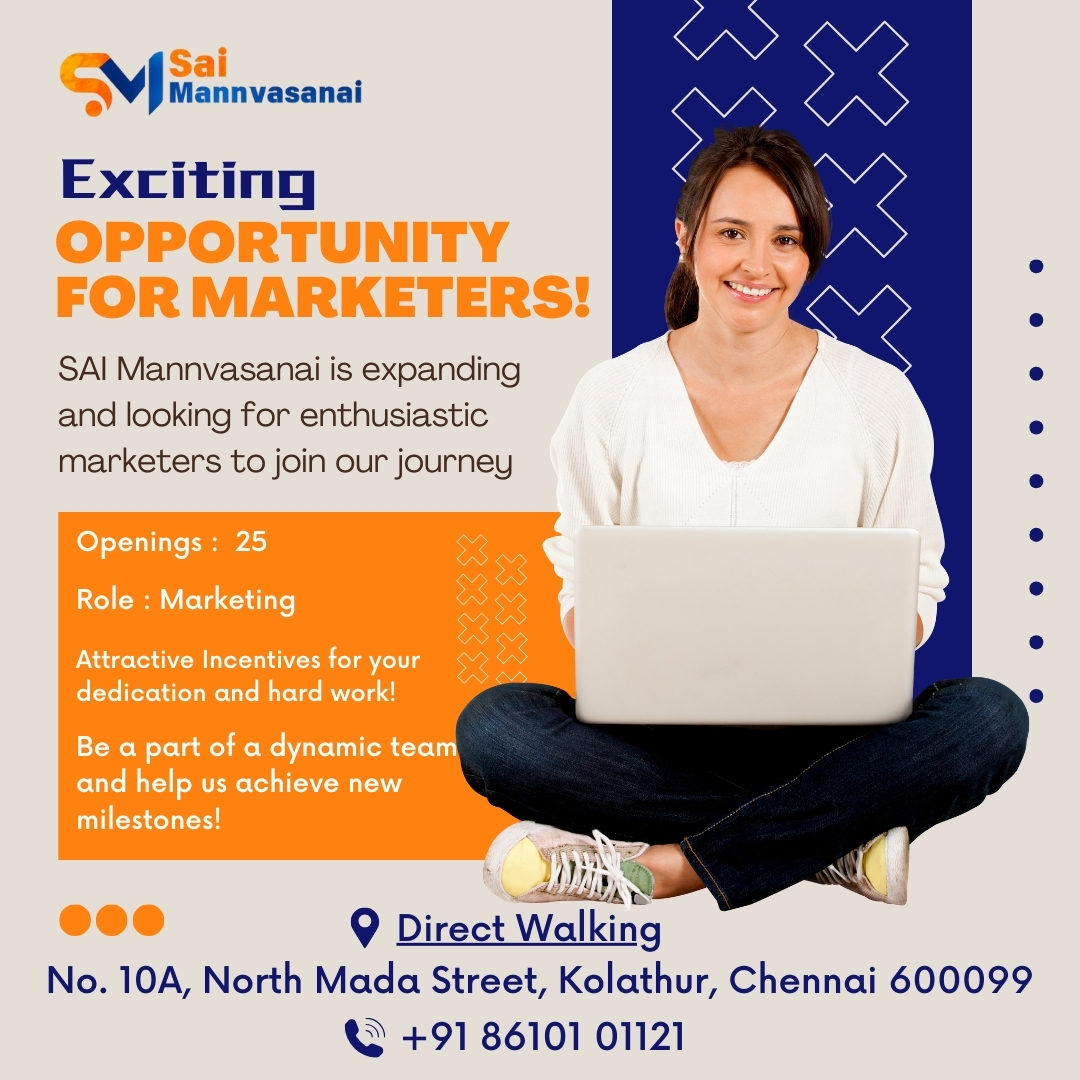 Sai
Mannvasanai
Exciting
OPPORTUNITY
FOR MARKETERS!
SAI Mannvasanai is expanding
and looking for enthusiastic
marketers to join our journey
Openings : 25
Role : Marketing
Attractive Incentives for your
dedication and hard work!
Be a part of a dynamic team
and help us achieve new
milestones!
Direct Walking
No. 10A, North Mada Street, Kolathur, Chennai 600099
+91 86101 01121